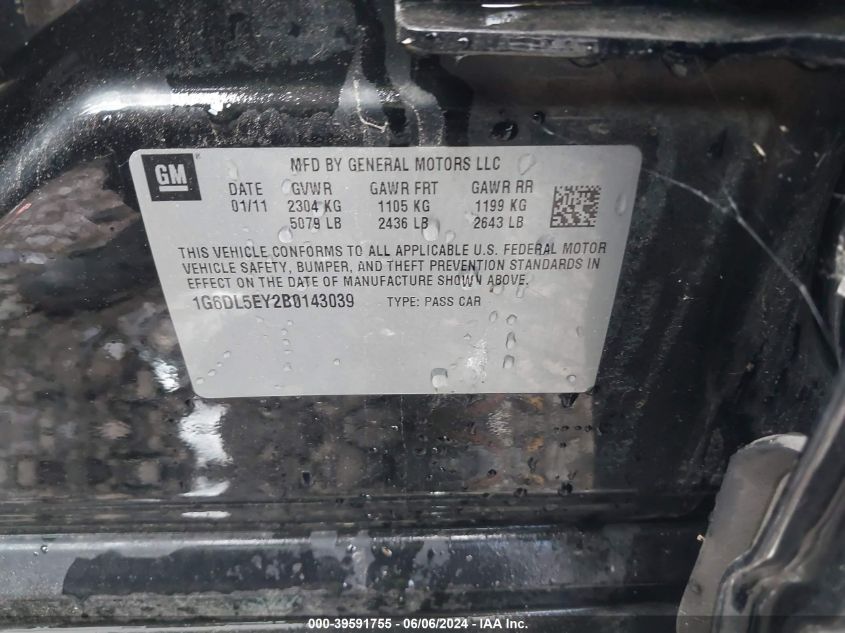 GM
MFD BY GENERAL MOTORS LLC
DATE GVWR GAWR FRT GAWR RR
01/11 2304 KG 1105 KG 1199 KG
5079 LB 2436 LB 2643 LB
THIS VEHICLE CONFORMS TO ALL APPLICABLE U.S. FEDERAL MOTOR
VEHICLE SAFETY, BUMPER, AND THEFT PREVENTION STANDARDS IN
EFFECT ON THE DATE OF MANUFACTURE SHOWN ABOVE.
1G6DL5EY2B0143039 TYPE: PASS CAR
000-39591755 - 06/06/2024 - IAA Inc.